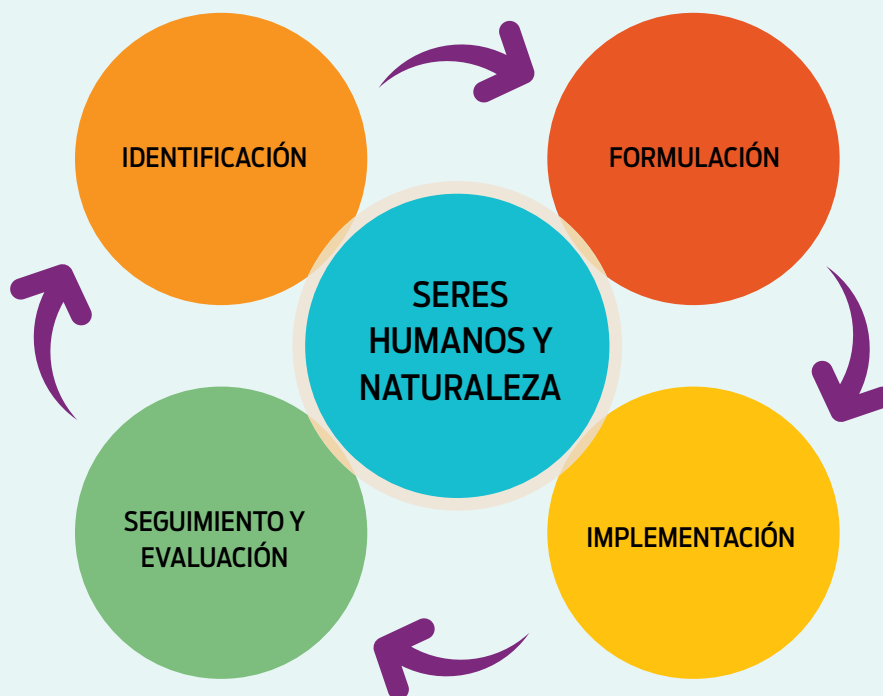 IDENTIFICACIÓN
FORMULACIÓN
SERES
HUMANOS Y
NATURALEZA
SEGUIMIENTO Y
EVALUACIÓN
IMPLEMENTACIÓN